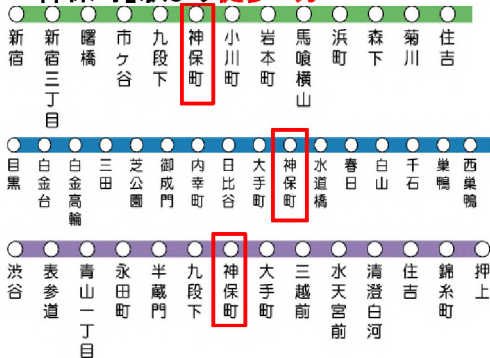 新宿 新宿三丁目 曙橋 市ヶ谷 九段下 神保町 小川町 岩本町 馬喰横山 浜町 森下 菊川 住吉
目黒 白金台 白金高輪 三田 芝公園 御成門 内幸町 日比谷 大手町 神保町 水道橋 春日 白山 千石 巣鴨 西巣鴨
渋谷 表参道 青山一丁目 永田町 半蔵門 九段下 神保町 大手町 三越前 水天宮前 清澄白河 住吉 錦糸町 押上